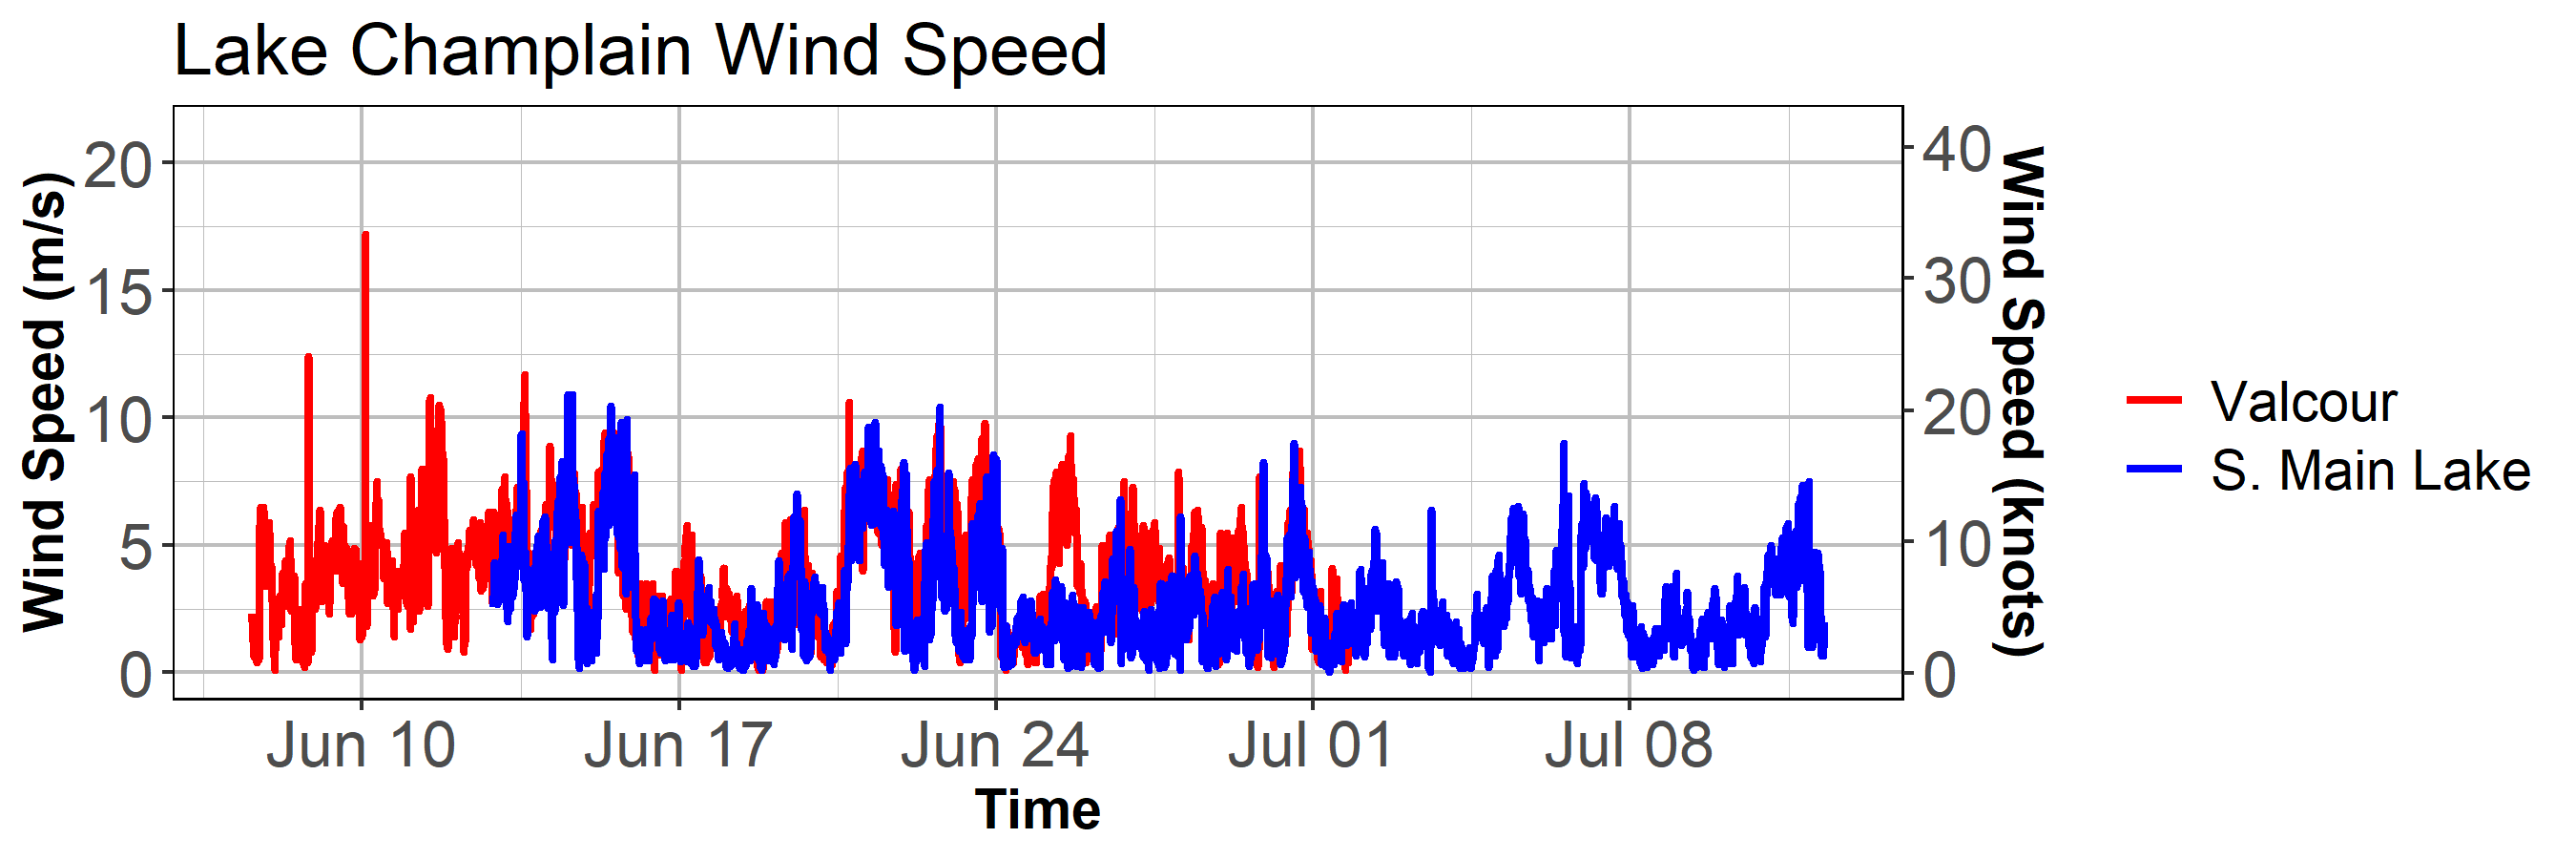 Lake Champlain Wind Speed
Wind Speed (m/s)
20
15
10
5
0
40
30
20
10
0
Wind Speed (knots)
Jun 10
Jun 17
Jun 24
Jul 01
Jul 08
Time
Valcour
S. Main Lake